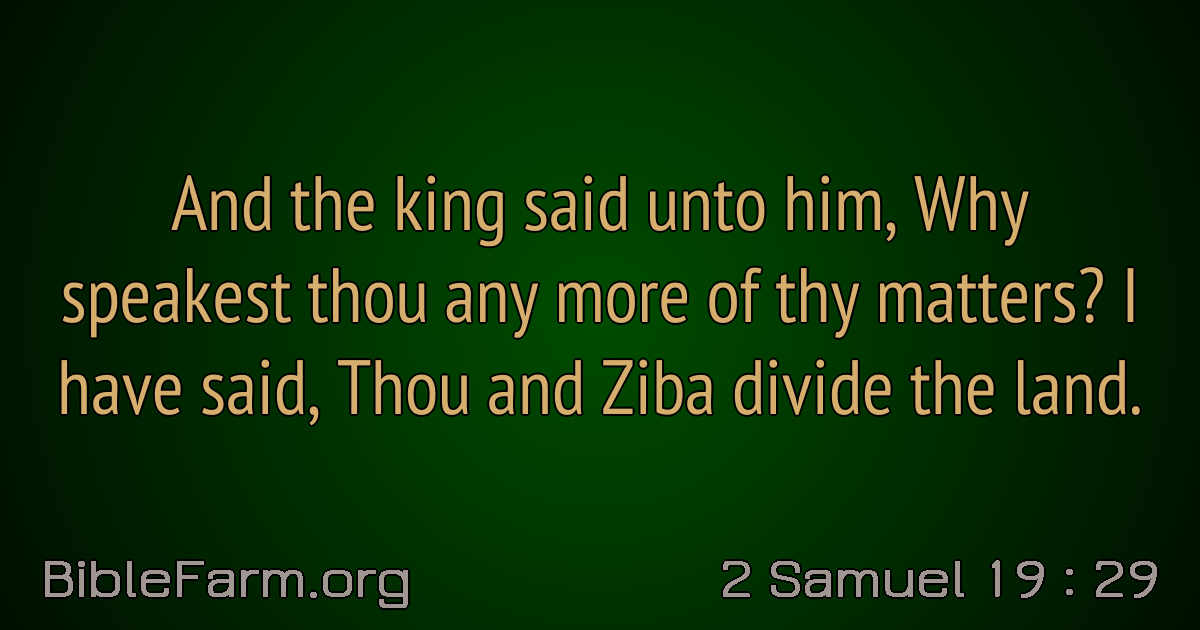 And the king said unto him, Why
speakest thou any more of thy matters? I
have said, Thou and Ziba divide the land.
BibleFarm.org
2 Samuel 19 : 29